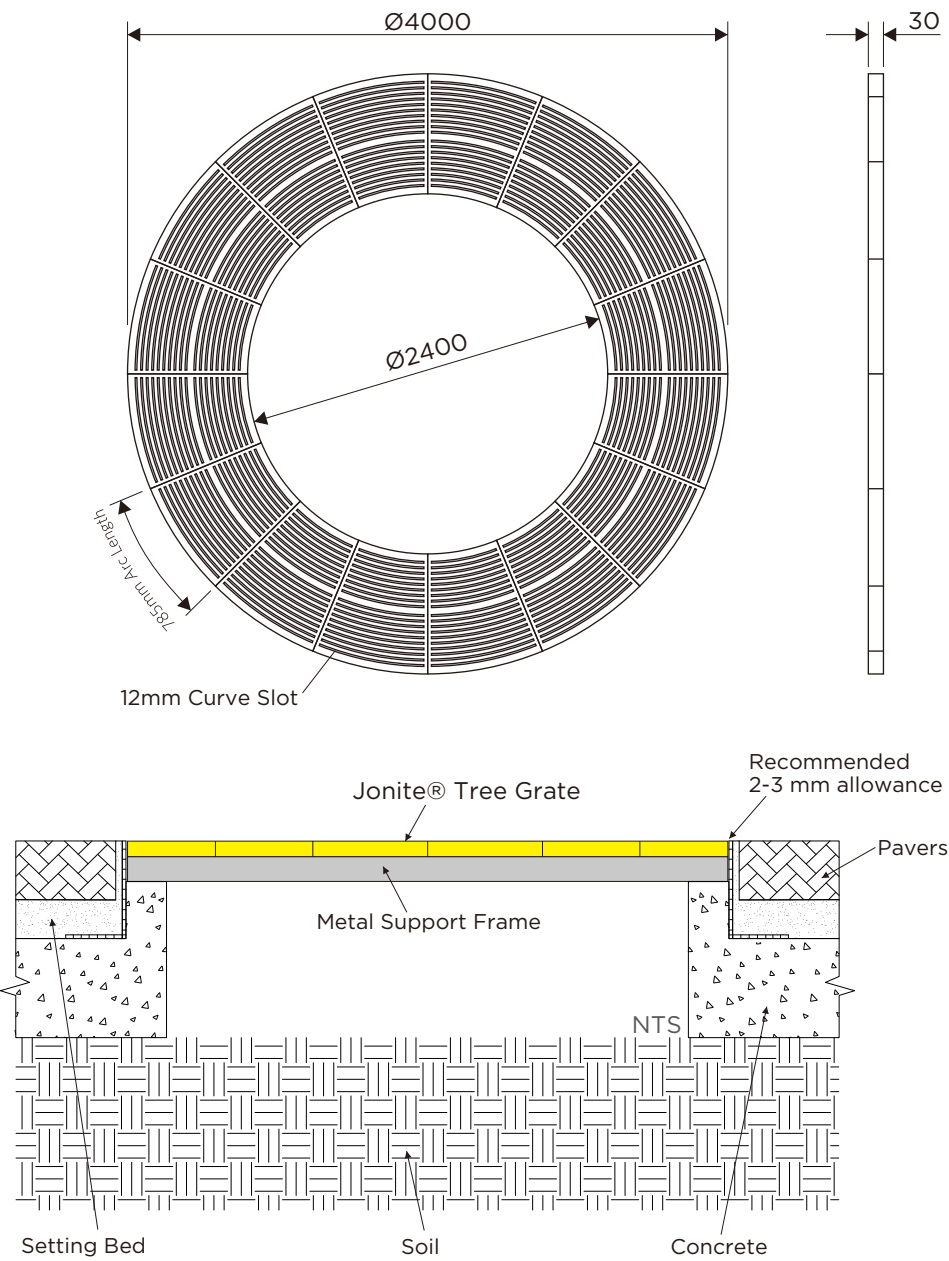 Ø4000
30
Ø2400
785mm Arc Length
12mm Curve Slot
Recommended
2-3 mm allowance
Jonite® Tree Grate
Pavers
Metal Support Frame
NTS
Setting Bed
Soil
Concrete